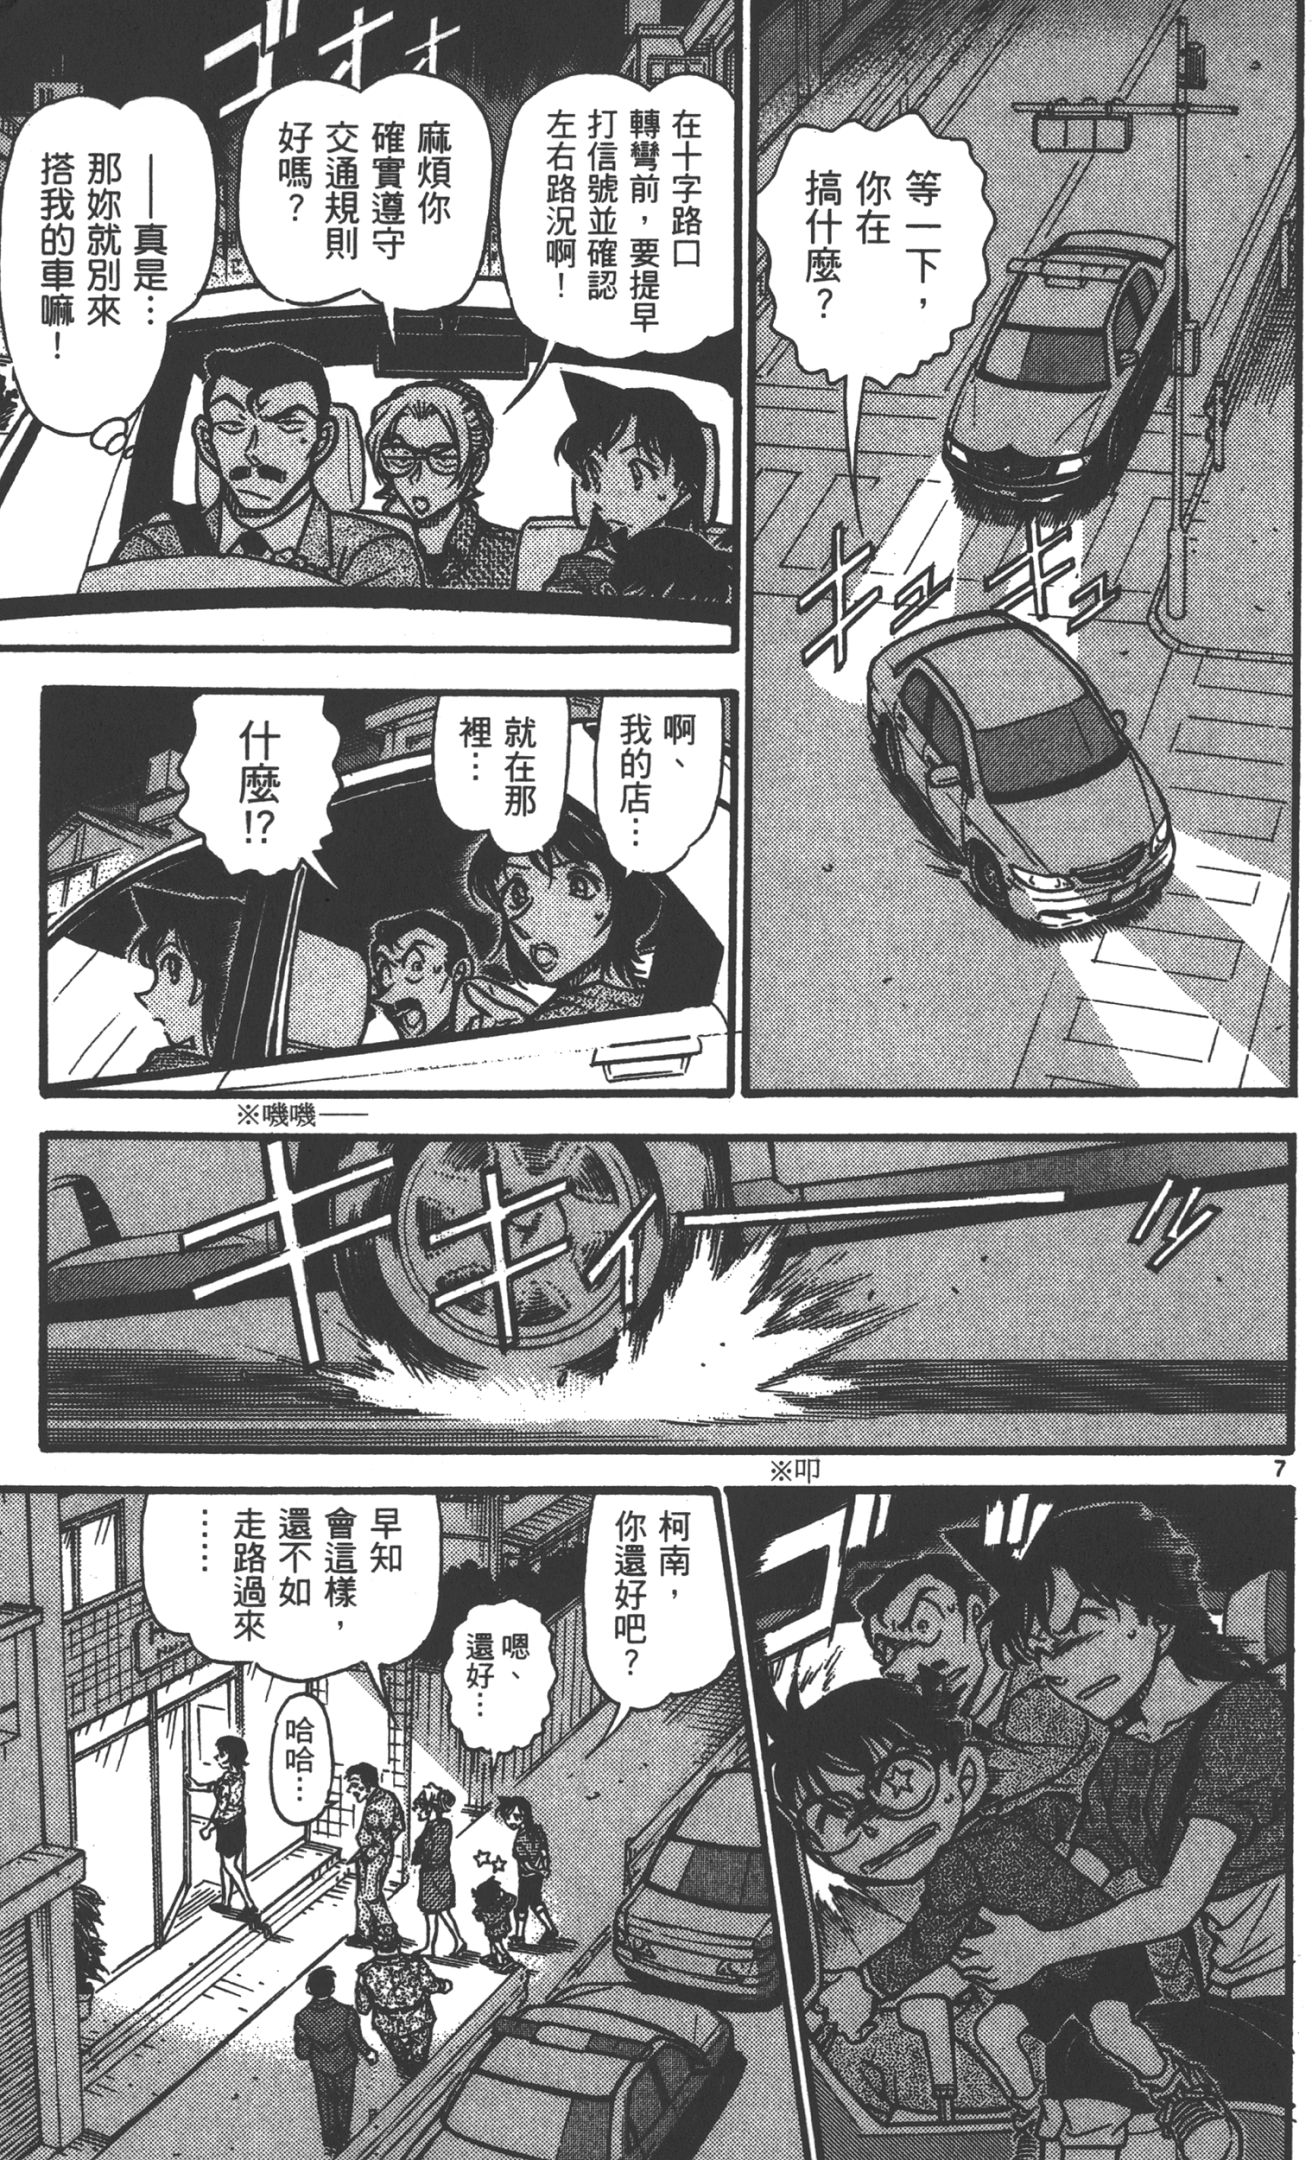 等一下，
你在
搞什麼？
キュ
キュ
在十字路口
轉彎前，要提早
打信號並確認
左右路況啊！
麻煩你
確實遵守
交通規則
好嗎？
——真是…
那妳就別來
搭我的車嘛！
ゴオオ
啊、
我的店…
就在那
裡…
什麼!?
※嘰嘰——
キキイールル
※叩
7
柯南，
你還好吧？
嗯、
還好…
早知
會這樣，
還不如
走路過來
……
哈哈…